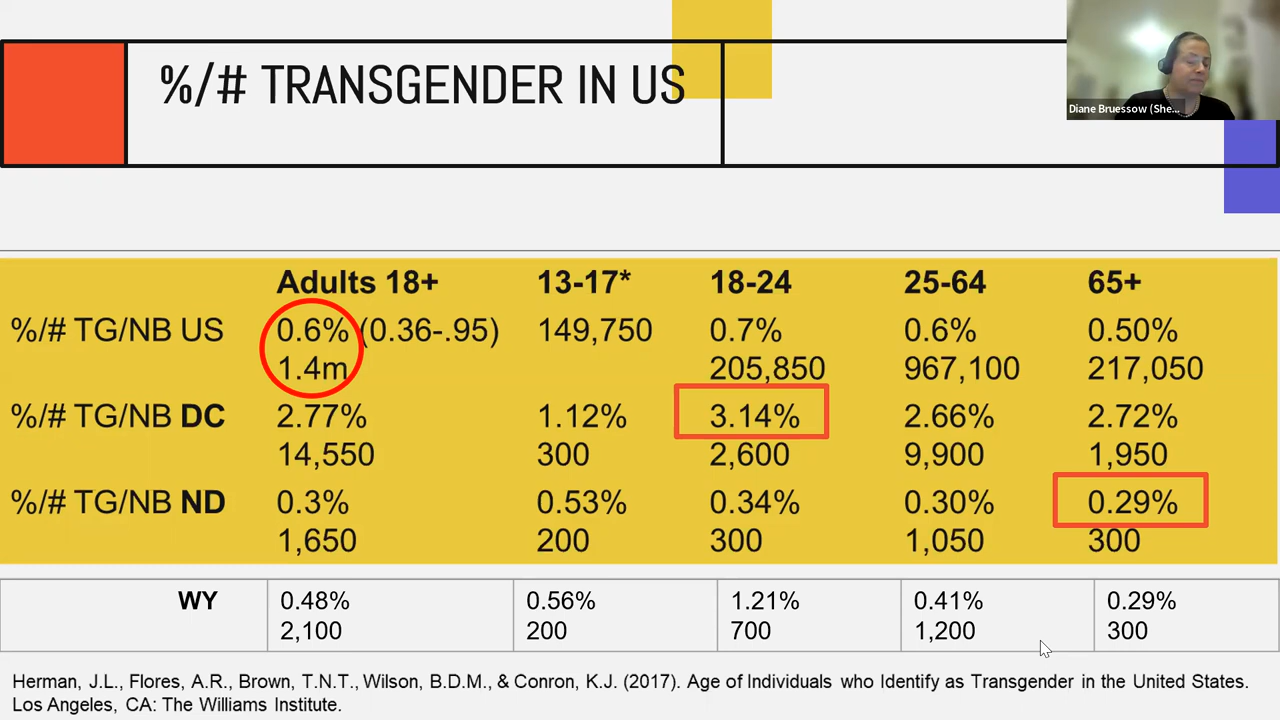 %/# TRANSGENDER IN US
Diane Bruessow (She...
Adults 18+ 13-17* 18-24 25-64 65+
%/# TG/NB US 0.6% (0.36-.95) 149,750 0.7% 0.6% 0.50%
1.4m 205,850 967,100 217,050
%/# TG/NB DC 2.77% 1.12% 3.14% 2.66% 2.72%
14,550 300 2,600 9,900 1,950
%/# TG/NB ND 0.3% 0.53% 0.34% 0.30% 0.29%
1,650 200 300 1,050 300
WY 0.48% 0.56% 1.21% 0.41% 0.29%
2,100 200 700 1,200 300
Herman, J.L., Flores, A.R., Brown, T.N.T., Wilson, B.D.M., & Conron, K.J. (2017). Age of Individuals who Identify as Transgender in the United States.
Los Angeles, CA: The Williams Institute.